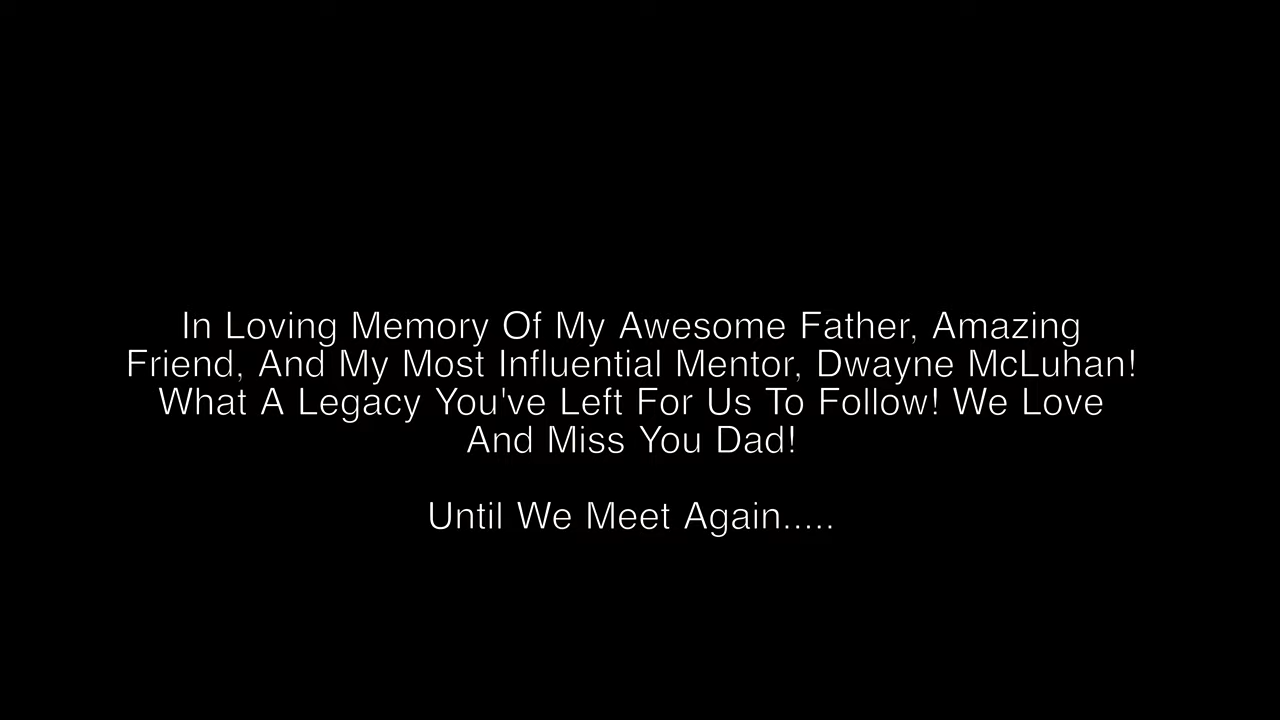 In Loving Memory Of My Awesome Father, Amazing
Friend, And My Most Influential Mentor, Dwayne McLuhan!
What A Legacy You've Left For Us To Follow! We Love
And Miss You Dad!
Until We Meet Again.....